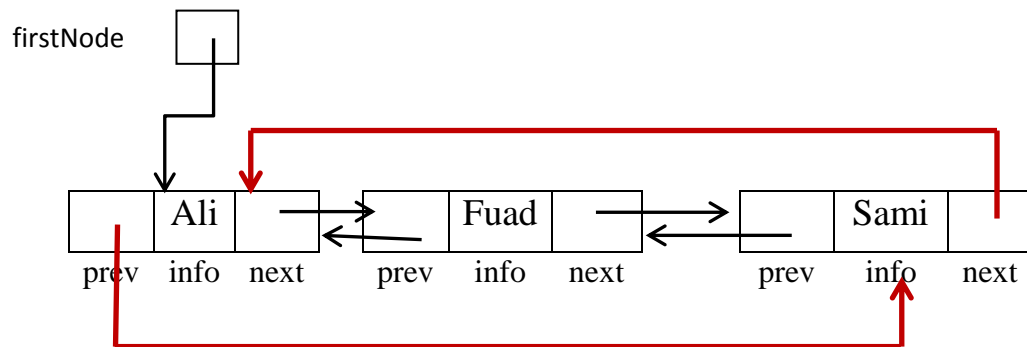 firstNode
Ali Fuad Sami
prev info next prev info next prev info next